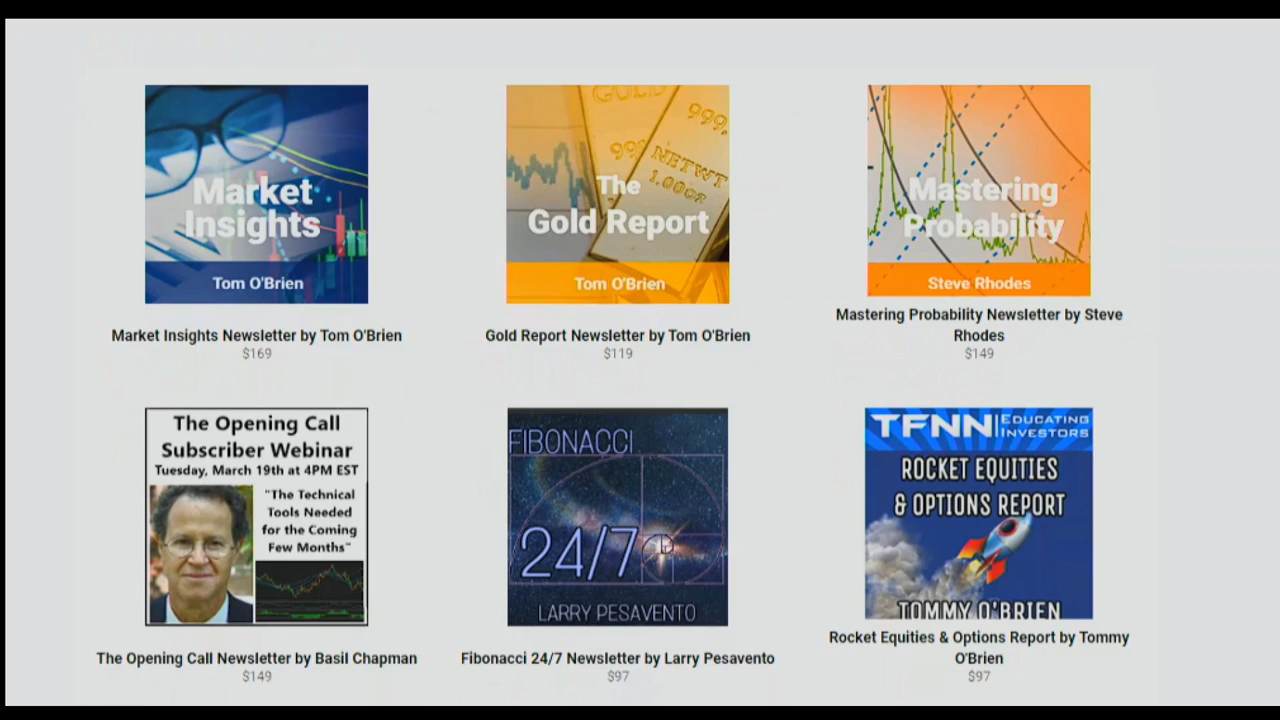 Market
Insights
Tom O'Brien
Market Insights Newsletter by Tom O'Brien
$169
GOLD
999.
999
NETWT
1.000z
The
Gold Report
Tom O'Brien
Gold Report Newsletter by Tom O'Brien
$119
Mastering
Probability
Steve Rhodes
Mastering Probability Newsletter by Steve
Rhodes
$149
The Opening Call
Subscriber Webinar
Tuesday, March 19th at 4PM EST
"The Technical
Tools Needed
for the Coming
Few Months"
The Opening Call Newsletter by Basil Chapman
$149
FIBONACCI
24/7
LARRY PESAVENTO
Fibonacci 24/7 Newsletter by Larry Pesavento
$97
TFNN EDUCATING
INVESTORS
ROCKET EQUITIES
& OPTIONS REPORT
TOMMY O'BRIEN
Rocket Equities & Options Report by Tommy
O'Brien
$97